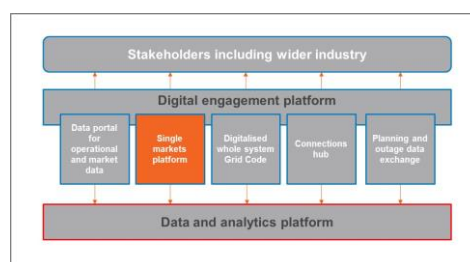 Stakeholders including wider industry
Digital engagement platform
Data portal
for
operational
and market
data
Single
markets
platform
Digitalised
whole system
Grid Code
Connections
hub
Planning and
outage data
exchange
Data and analytics platform